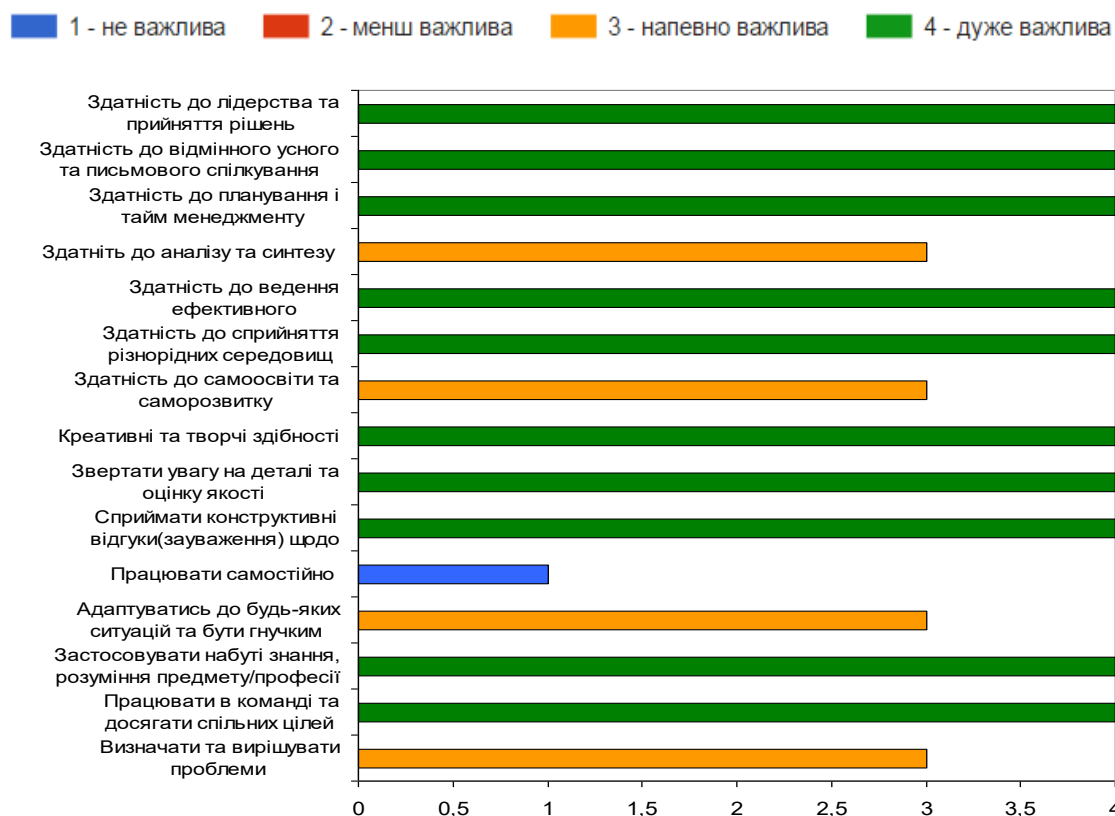 1 - не важлива 2 - менш важлива 3 - напевно важлива 4 - дуже важлива
Здатність до лідерства та
прийняття рішень
Здатність до відмінного усного
та письмового спілкування
Здатність до планування і
тайм менеджменту
Здатніть до аналізу та синтезу
Здатність до ведення
ефективного
Здатність до сприйняття
різнорідних середовищ
Здатність до самоосвіти та
саморозвитку
Креативні та творчі здібності
Звертати увагу на деталі та
оцінку якості
Сприймати конструктивні
відгуки(зауваження) щодо
Працювати самостійно
Адаптуватись до будь-яких
ситуацій та бути гнучким
Застосовувати набуті знання,
розуміння предмету/професії
Працювати в команді та
досягати спільних цілей
Визначати та вирішувати
проблеми
0 0,5 1 1,5 2 2,5 3 3,5 4